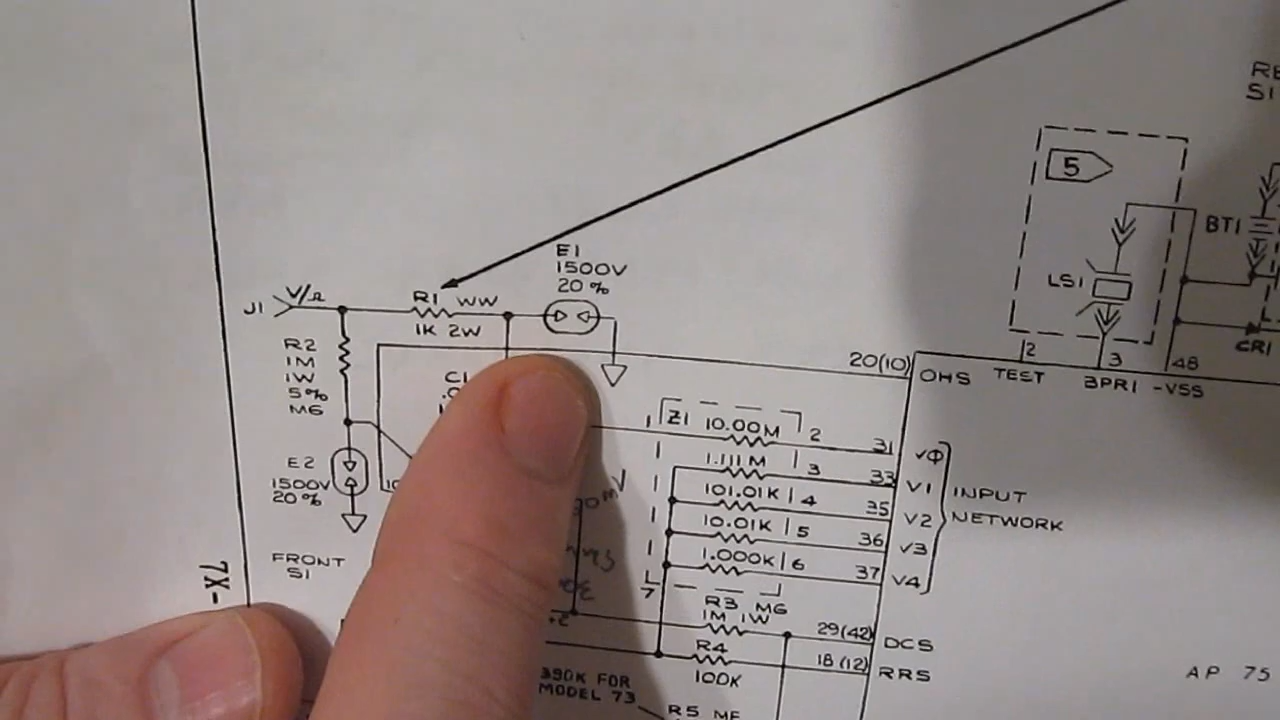 E1
1500V
20%
J1
V/Ω
R1 WW
1K 2W
R2
1M
1W
5%
MG
E2
1500V
20%
FRONT
S1
7X-
C1
20(10)
OHS
TEST
BPR1
-VSS
2
3
48
5
LS1
BT1
CR1
S1
1
Z1 10.00M
2
31
VΦ
1.111M
3
33
V1
101.01K
4
35
V2
10.01K
5
36
V3
1.000K
6
37
V4
7
INPUT
NETWORK
R3 MG
1M 1W
29(42)
DCS
R4
100K
18(12)
RRS
390K FOR
MODEL 73
R5 MF
AP 75